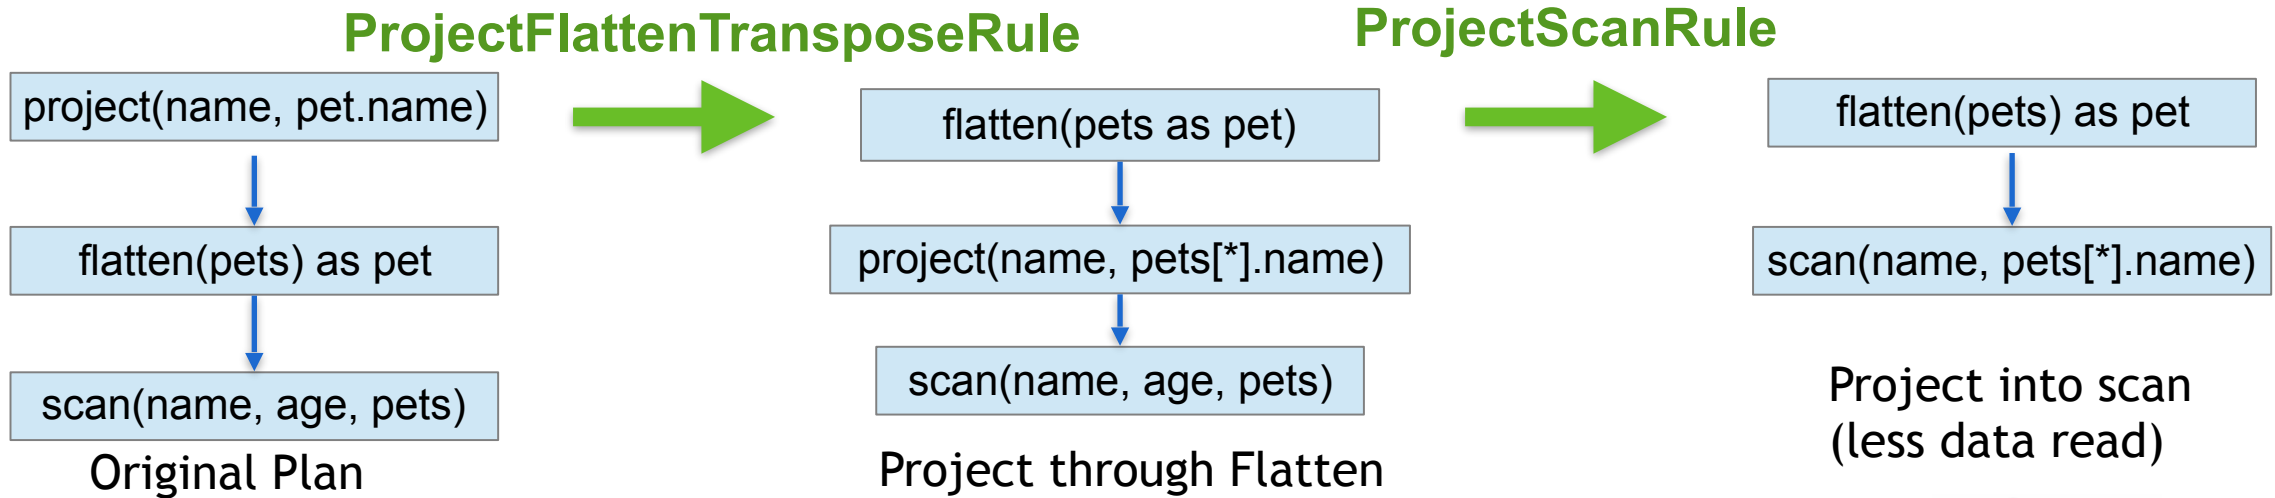 ProjectFlattenTransposeRule
ProjectScanRule
project(name, pet.name)
flatten(pets) as pet
scan(name, age, pets)
Original Plan
flatten(pets as pet)
project(name, pets[*].name)
scan(name, age, pets)
Project through Flatten
flatten(pets) as pet
scan(name, pets[*].name)
Project into scan
(less data read)